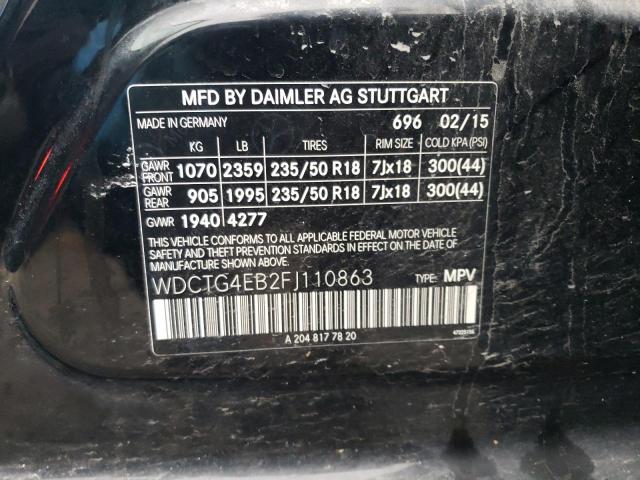 MFD BY DAIMLER AG STUTTGART
MADE IN GERMANY 696 02/15
KG LB TIRES RIM SIZE COLD KPA (PSI)
GAWR FRONT 1070 2359 235/50 R18 7Jx18 300(44)
GAWR REAR 905 1995 235/50 R18 7Jx18 300(44)
GVWR 1940 4277
THIS VEHICLE CONFORMS TO ALL APPLICABLE FEDERAL MOTOR VEHICLE
SAFETY AND THEFT PREVENTION STANDARDS IN EFFECT ON THE DATE OF
MANUFACTURE SHOWN ABOVE.
WDCTG4EB2FJ110863 TYPE: MPV
A 204 817 78 20